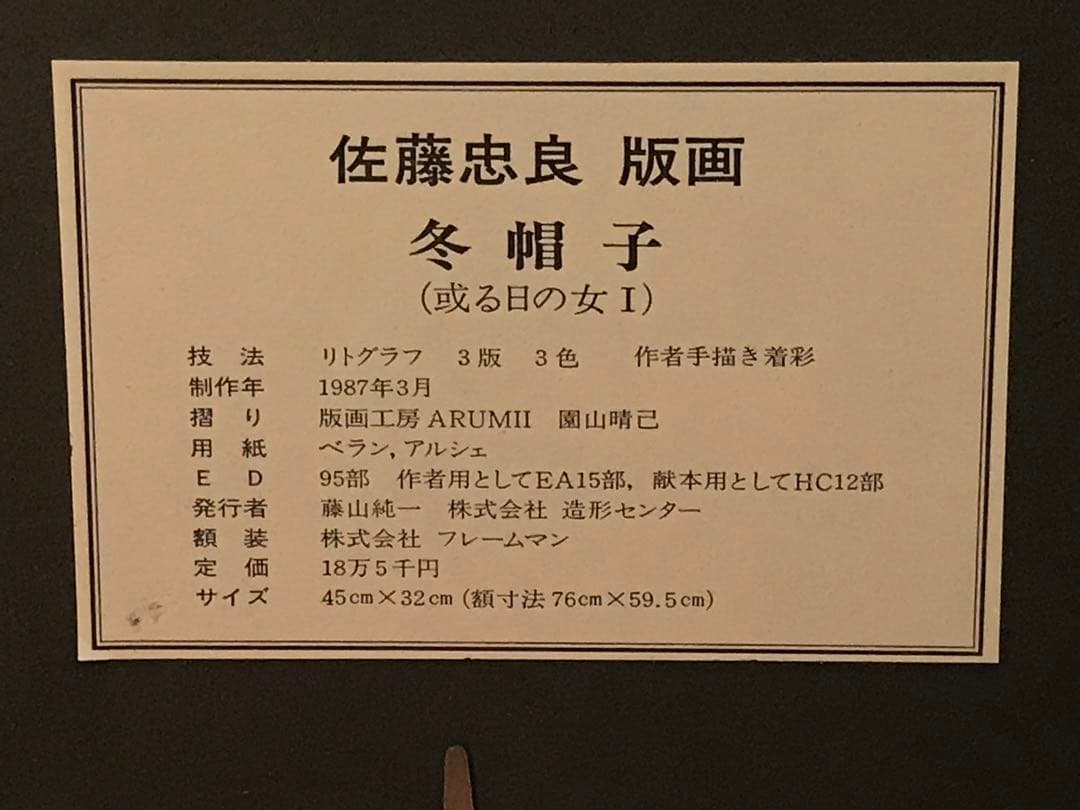 佐藤忠良 版画
冬帽子
(或る日の女 I)
技法 リトグラフ 3版 3色 作者手描き着彩
制作年 1987年3月
摺り 版画工房 ARUMII 園山晴己
用紙 ベラン, アルシェ
E D 95部 作者用としてEA15部, 献本用としてHC12部
発行者 藤山純一 株式会社 造形センター
額装 株式会社 フレームマン
定価 18万5千円
サイズ 45cm×32cm (額寸法 76cm×59.5cm)